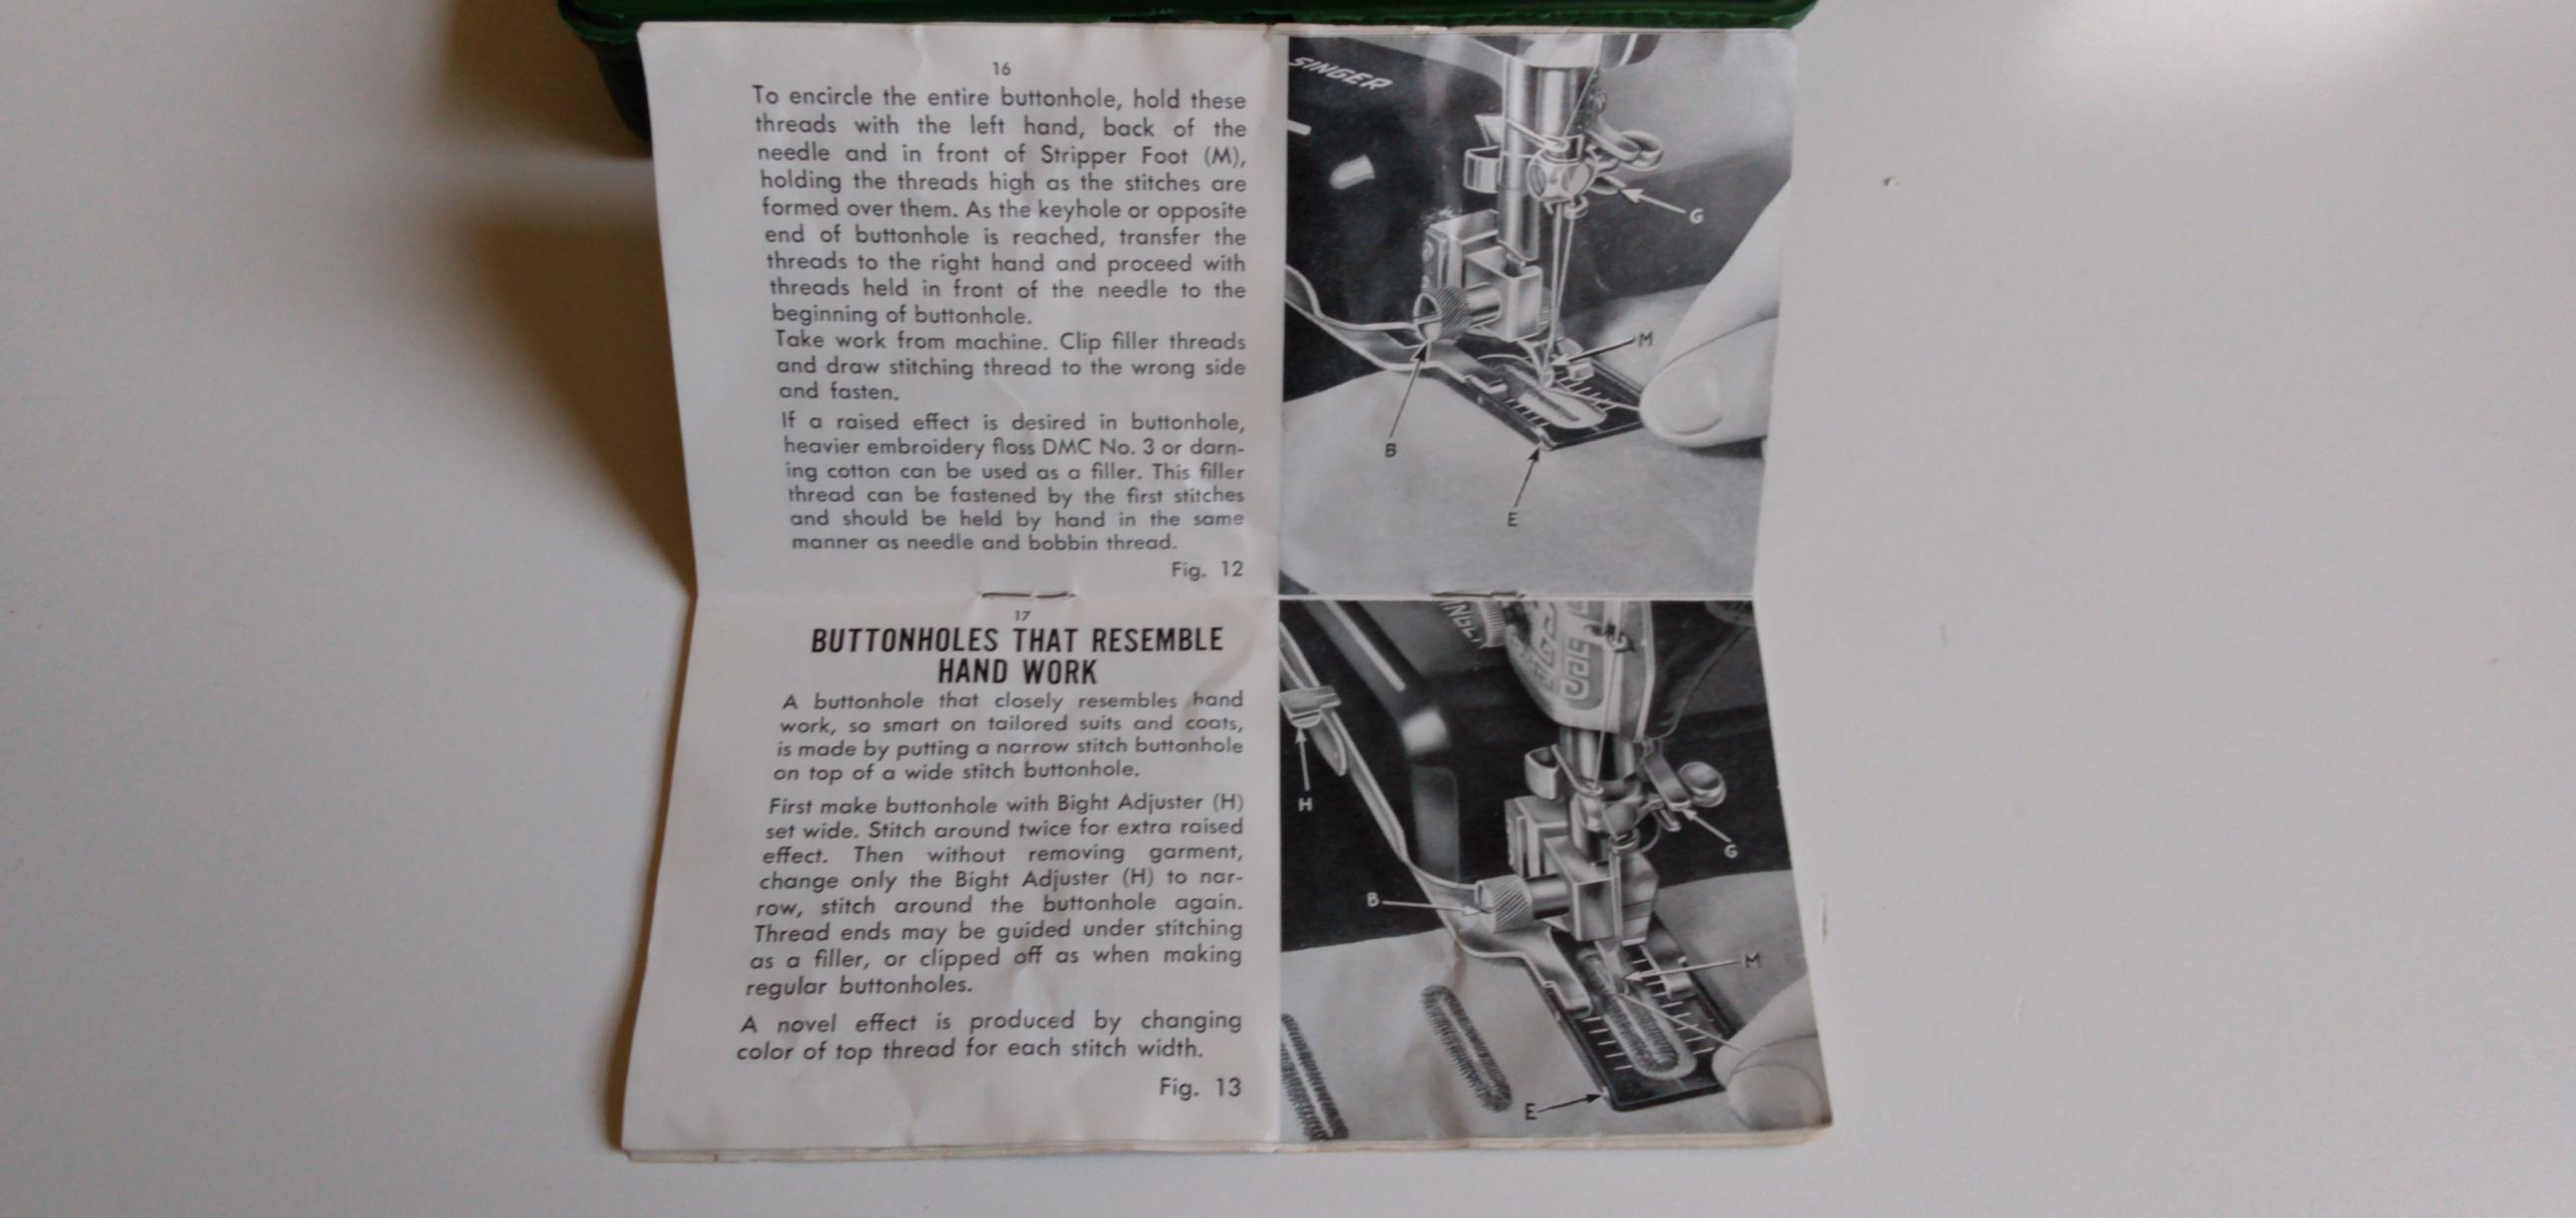 16
To encircle the entire buttonhole, hold these
threads with the left hand, back of the
needle and in front of Stripper Foot (M),
holding the threads high as the stitches are
formed over them. As the keyhole or opposite
end of buttonhole is reached, transfer the
threads to the right hand and proceed with
threads held in front of the needle to the
beginning of buttonhole.
Take work from machine. Clip filler threads
and draw stitching thread to the wrong side
and fasten.
If a raised effect is desired in buttonhole,
heavier embroidery floss DMC No. 3 or darn-
ing cotton can be used as a filler. This filler
thread can be fastened by the first stitches
and should be held by hand in the same
manner as needle and bobbin thread.
Fig. 12
SINGER
G
M
B
E
17
BUTTONHOLES THAT RESEMBLE
HAND WORK
A buttonhole that closely resembles hand
work, so smart on tailored suits and coats,
is made by putting a narrow stitch buttonhole
on top of a wide stitch buttonhole.
First make buttonhole with Bight Adjuster (H)
set wide. Stitch around twice for extra raised
effect. Then without removing garment,
change only the Bight Adjuster (H) to nar-
row, stitch around the buttonhole again.
Thread ends may be guided under stitching
as a filler, or clipped off as when making
regular buttonholes.
A novel effect is produced by changing
color of top thread for each stitch width.
Fig. 13
H
G
B
M
E